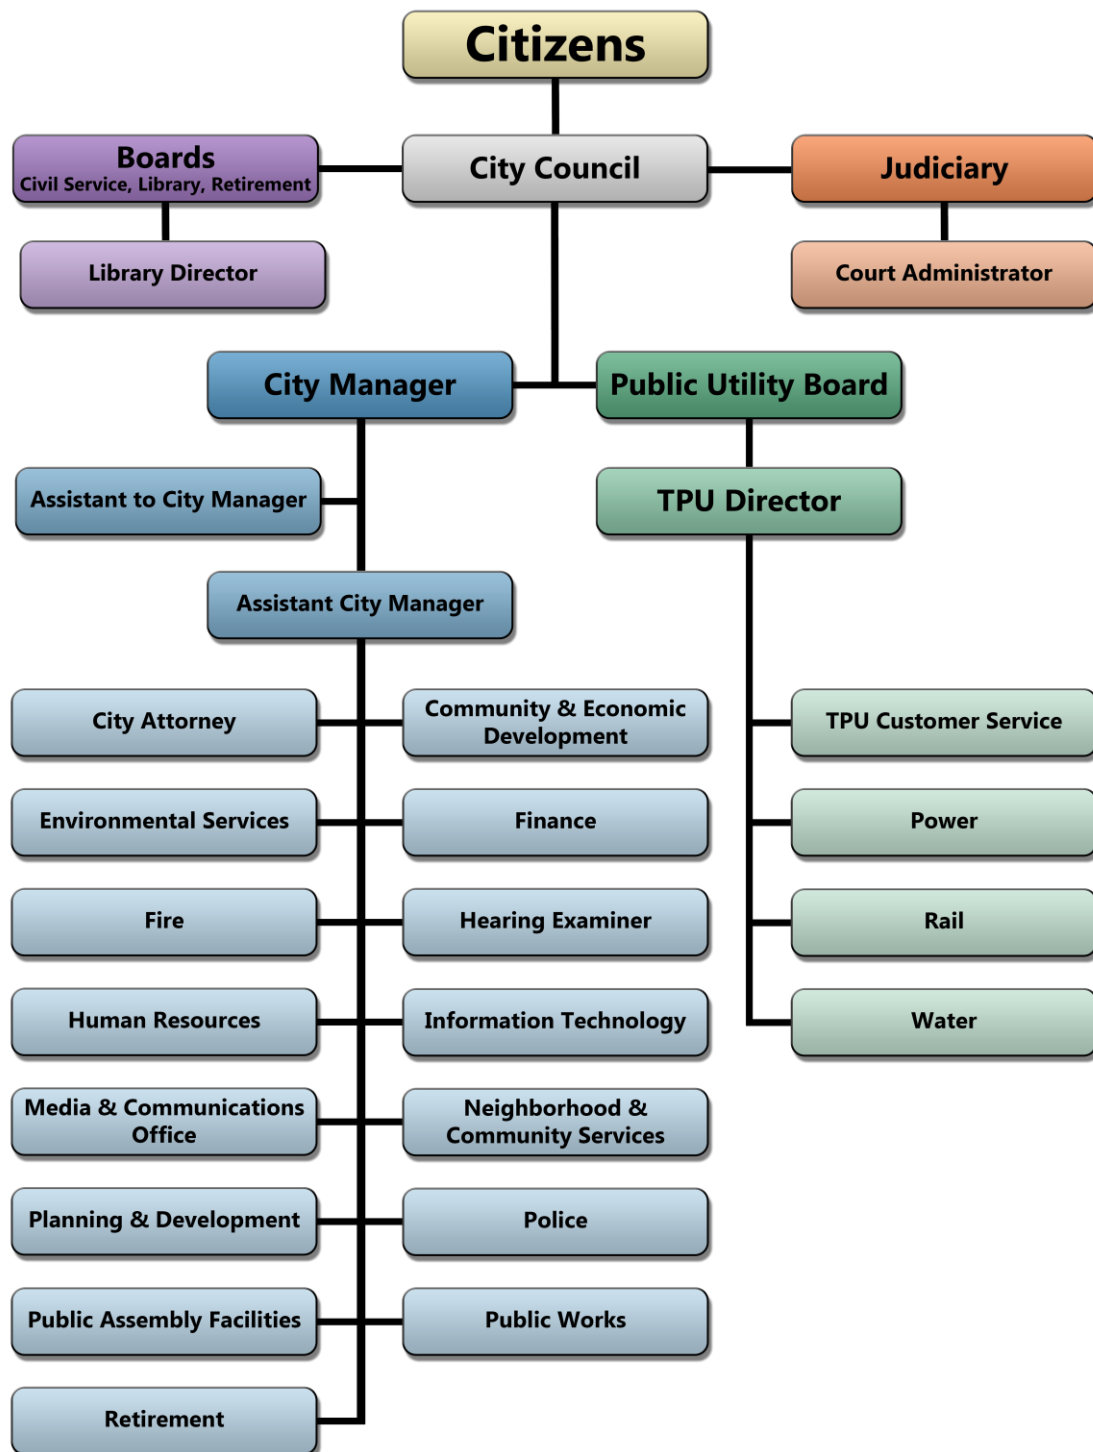 Citizens
Boards
Civil Service, Library, Retirement
City Council
Judiciary
Library Director
Court Administrator
City Manager
Public Utility Board
Assistant to City Manager
TPU Director
Assistant City Manager
City Attorney
Community & Economic
Development
TPU Customer Service
Environmental Services
Finance
Power
Fire
Hearing Examiner
Rail
Human Resources
Information Technology
Water
Media & Communications
Office
Neighborhood &
Community Services
Planning & Development
Police
Public Assembly Facilities
Public Works
Retirement